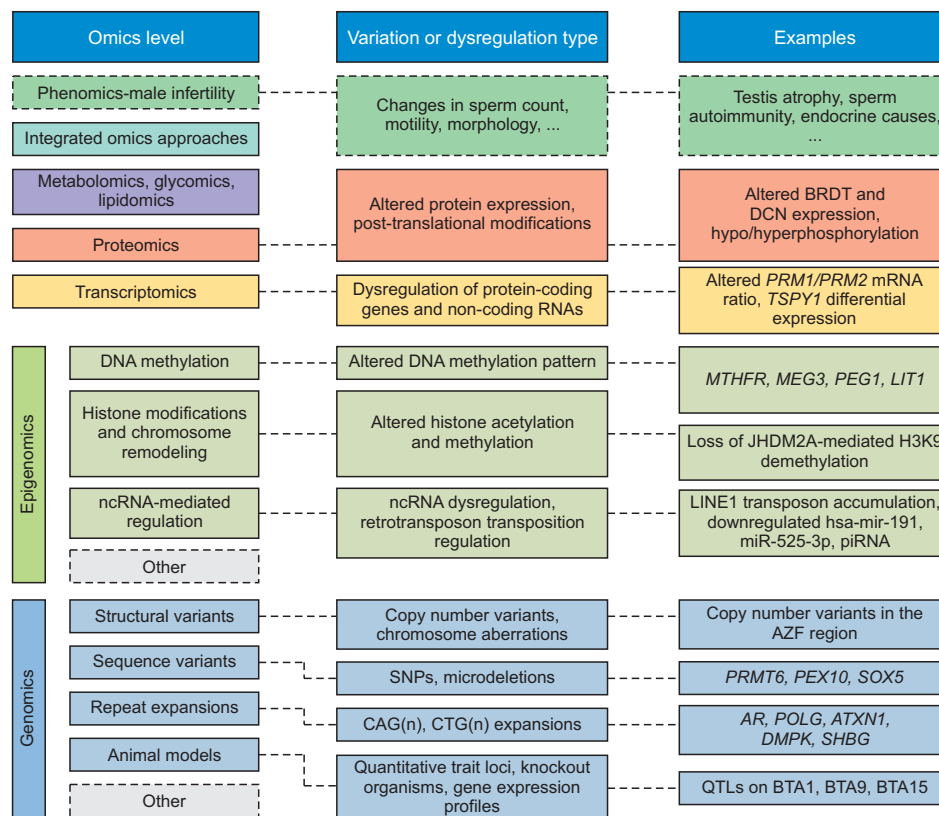 Omics level
Variation or dysregulation type
Examples
Phenomics-male infertility
Changes in sperm count,
motility, morphology, ...
Testis atrophy, sperm
autoimmunity, endocrine causes,
...
Integrated omics approaches
Metabolomics, glycomics,
lipidomics
Altered protein expression,
post-translational modifications
Altered BRDT and
DCN expression,
hypo/hyperphosphorylation
Proteomics
Transcriptomics
Dysregulation of protein-coding
genes and non-coding RNAs
Altered PRM1/PRM2 mRNA
ratio, TSPY1 differential
expression
Epigenomics
DNA methylation
Altered DNA methylation pattern
MTHFR, MEG3, PEG1, LIT1
Histone modifications
and chromosome
remodeling
Altered histone acetylation
and methylation
Loss of JHDM2A-mediated H3K9
demethylation
ncRNA-mediated
regulation
ncRNA dysregulation,
retrotransposon transposition
regulation
LINE1 transposon accumulation,
downregulated hsa-mir-191,
miR-525-3p, piRNA
Other
Genomics
Structural variants
Copy number variants,
chromosome aberrations
Copy number variants in the
AZF region
Sequence variants
SNPs, microdeletions
PRMT6, PEX10, SOX5
Repeat expansions
CAG(n), CTG(n) expansions
AR, POLG, ATXN1,
DMPK, SHBG
Animal models
Quantitative trait loci, knockout
organisms, gene expression
profiles
QTLs on BTA1, BTA9, BTA15
Other